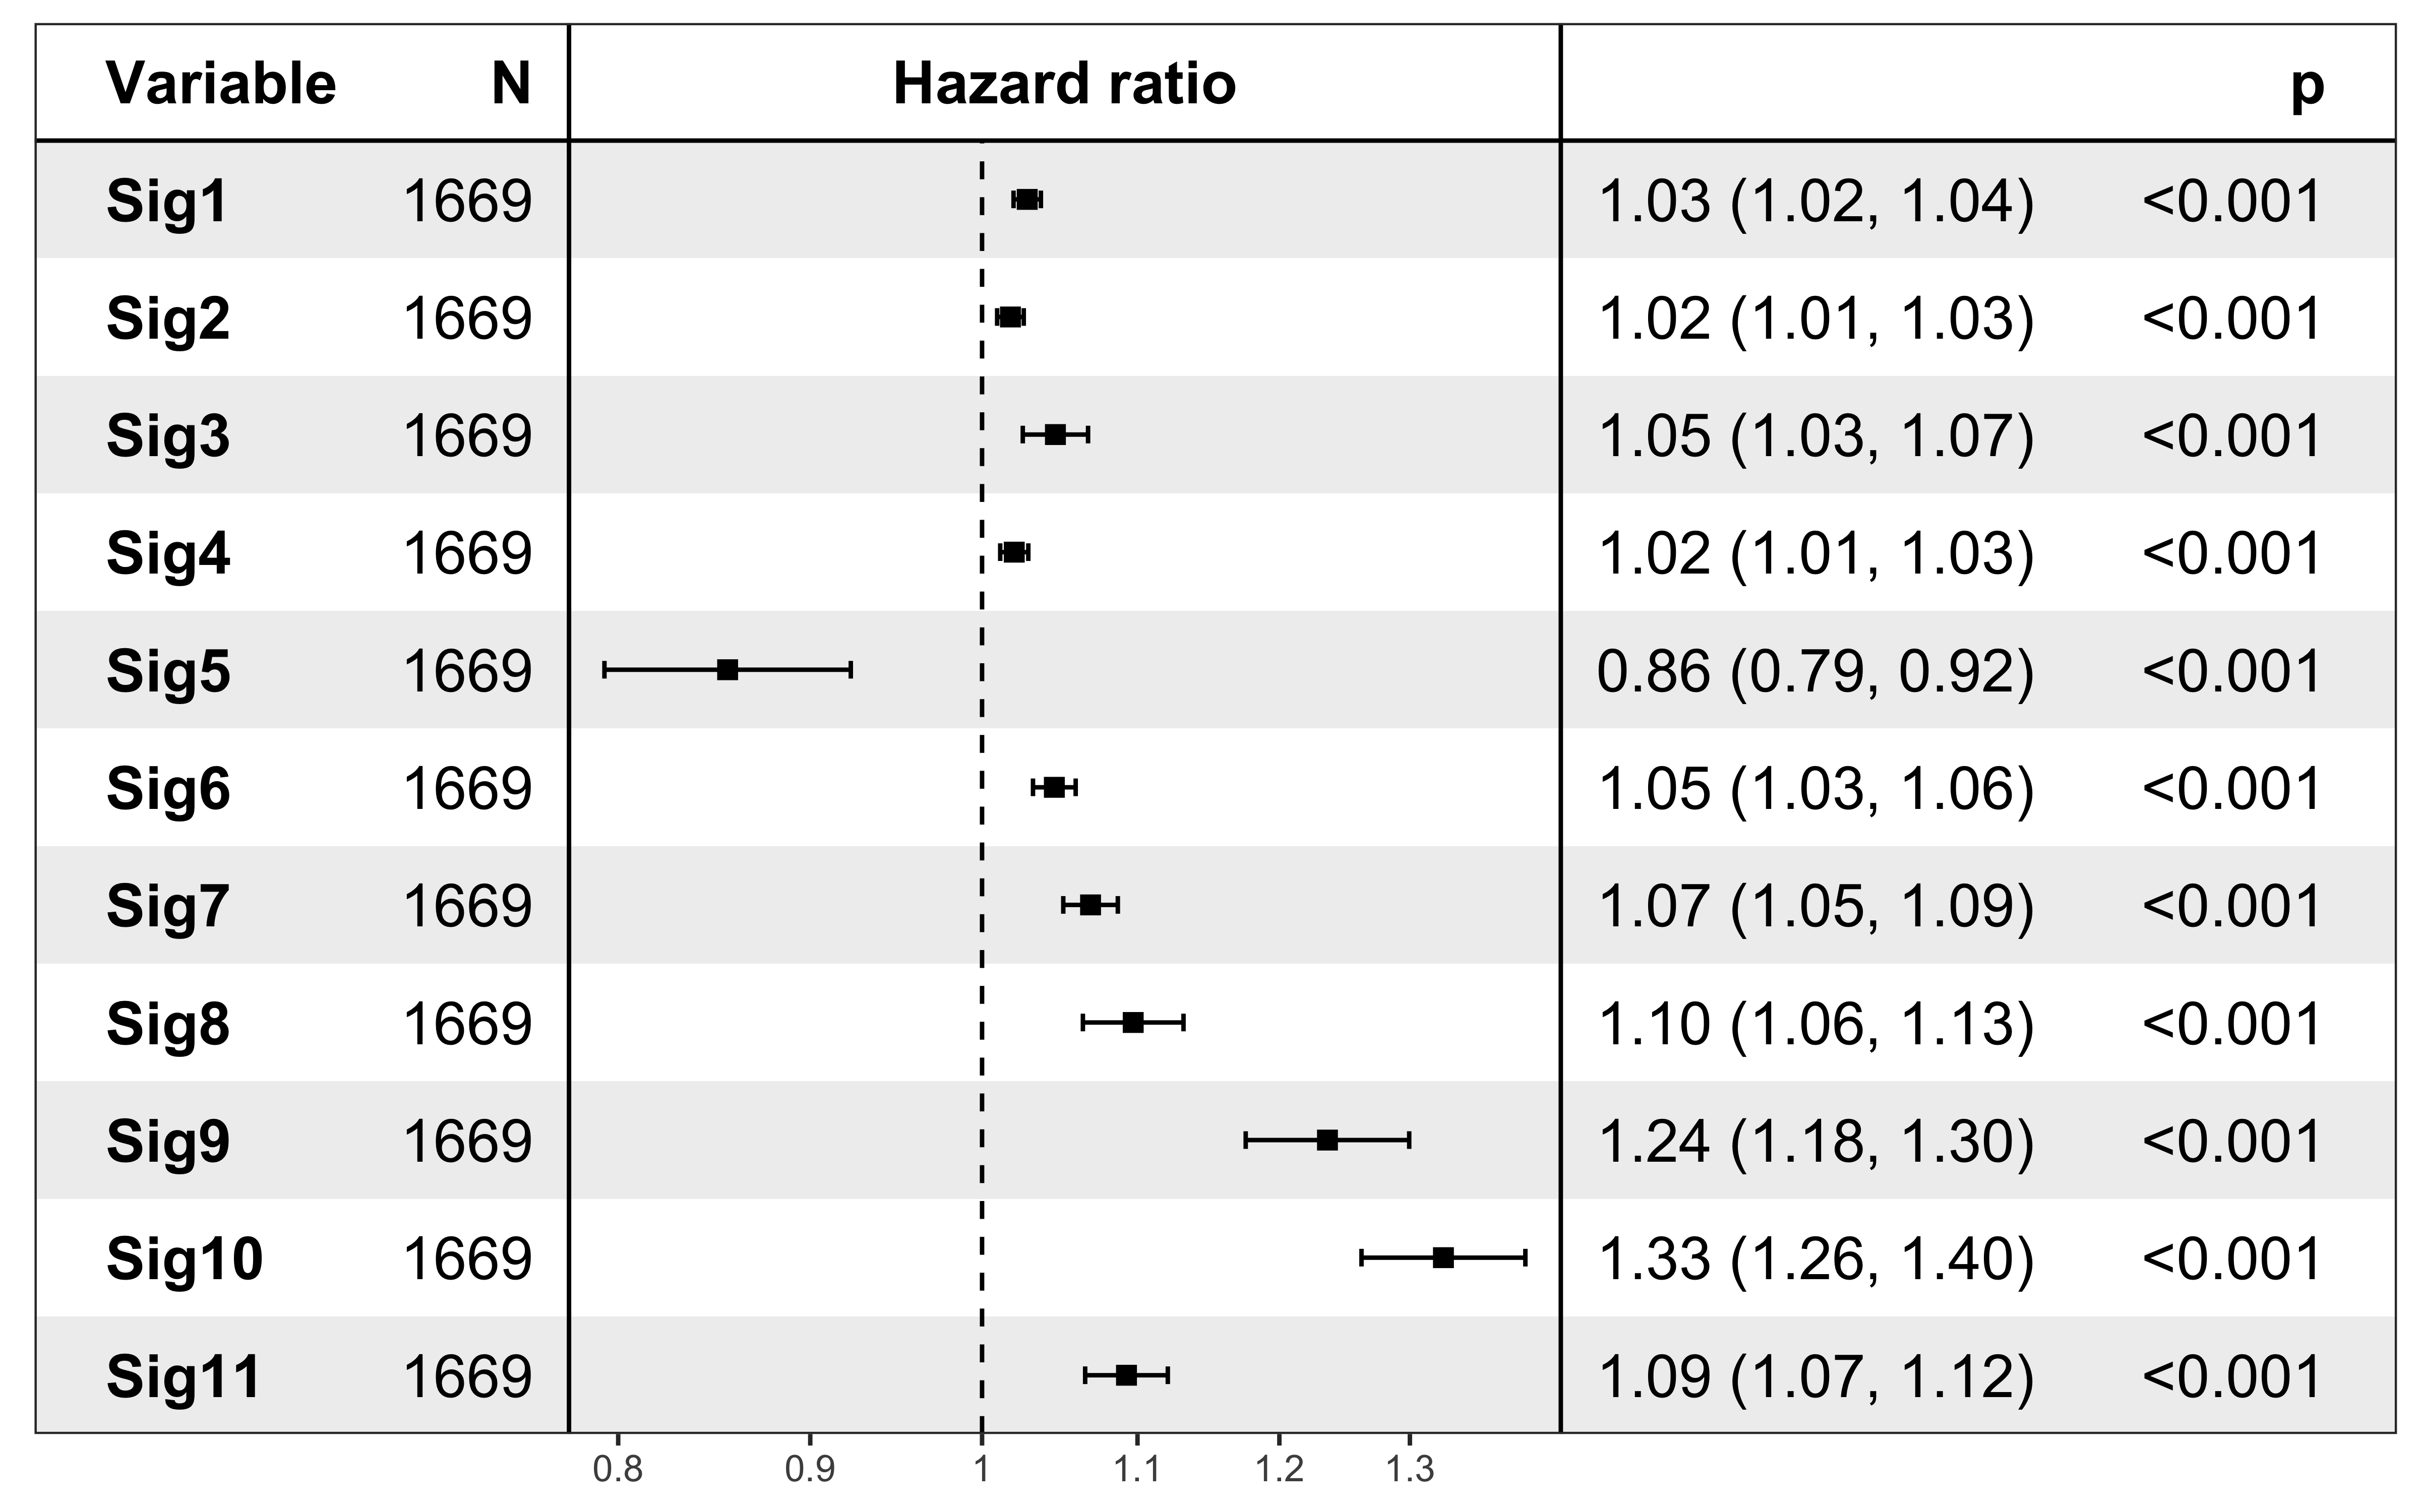 Variable N Hazard ratio p
Sig1 1669 1.03 (1.02, 1.04) <0.001
Sig2 1669 1.02 (1.01, 1.03) <0.001
Sig3 1669 1.05 (1.03, 1.07) <0.001
Sig4 1669 1.02 (1.01, 1.03) <0.001
Sig5 1669 0.86 (0.79, 0.92) <0.001
Sig6 1669 1.05 (1.03, 1.06) <0.001
Sig7 1669 1.07 (1.05, 1.09) <0.001
Sig8 1669 1.10 (1.06, 1.13) <0.001
Sig9 1669 1.24 (1.18, 1.30) <0.001
Sig10 1669 1.33 (1.26, 1.40) <0.001
Sig11 1669 1.09 (1.07, 1.12) <0.001
0.8 0.9 1 1.1 1.2 1.3